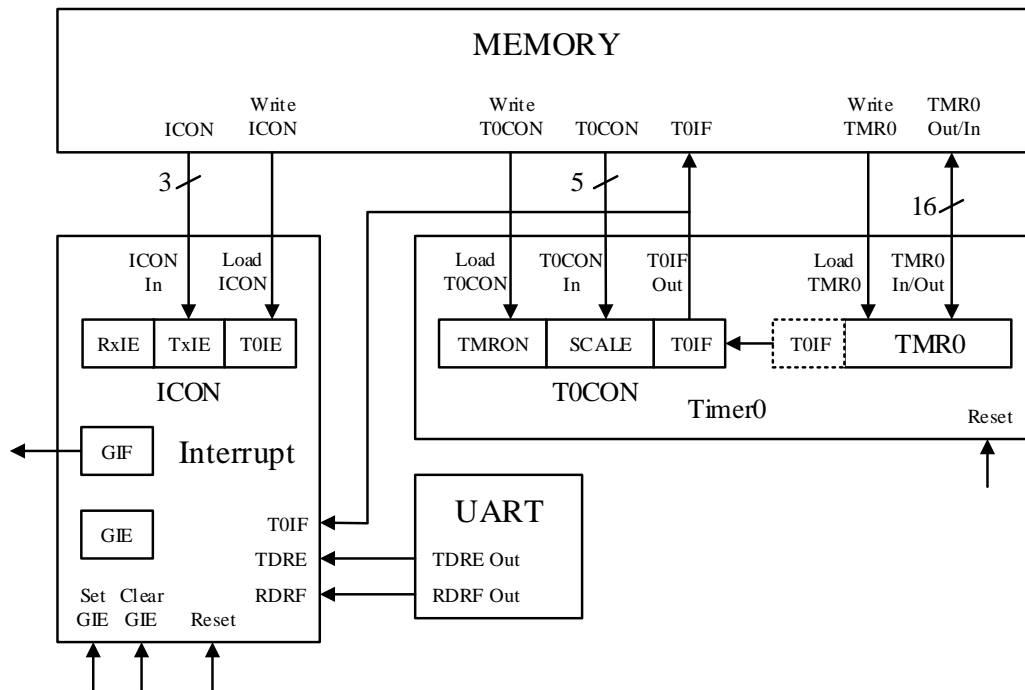 MEMORY
ICON
Write
ICON
Write
T0CON
T0CON
T0IF
Write
TMR0
TMR0
Out/In
3
5
16
ICON
In
Load
ICON
Load
T0CON
T0CON
In
T0IF
Out
Load
TMR0
TMR0
In/Out
RxIE
TxIE
T0IE
ICON
TMRON
SCALE
T0IF
T0IF
TMR0
T0CON
Timer0
Reset
GIF
Interrupt
GIE
T0IF
TDRE
RDRF
UART
TDRE Out
RDRF Out
Set
GIE
Clear
GIE
Reset